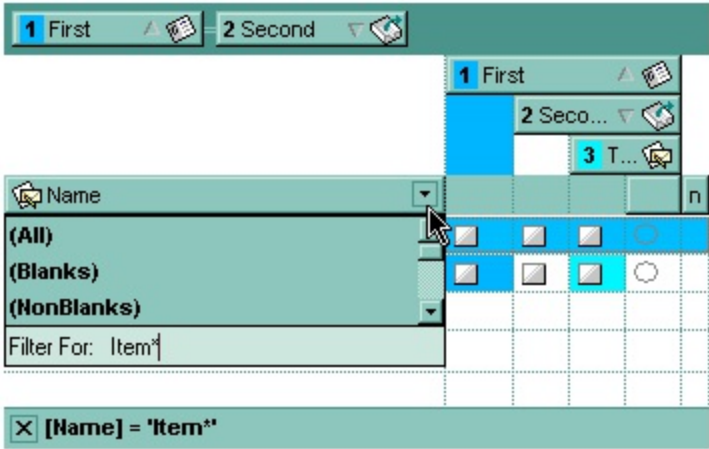 1 First 2 Second
1 First
2 Seco...
3 T...
Name n
(All)
(Blanks)
(NonBlanks)
Filter For: Item*
[Name] = 'Item*'